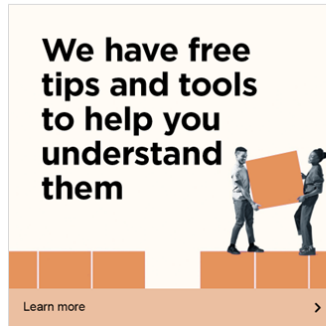 We have free
tips and tools
to help you
understand
them
Learn more